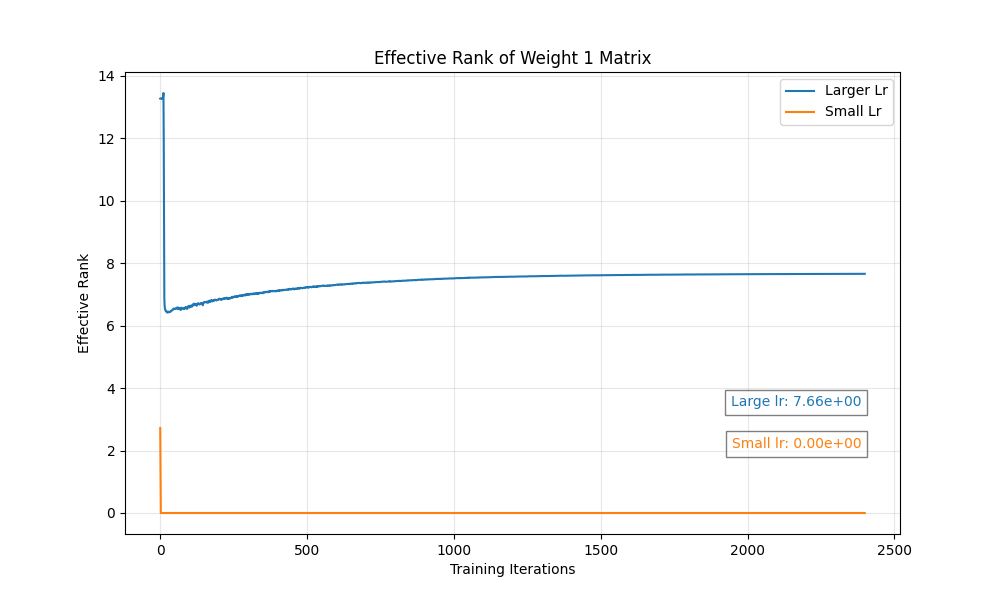 Effective Rank of Weight 1 Matrix
14
12
10
8
6
4
2
0
Effective Rank
Larger Lr
Small Lr
Large lr: 7.66e+00
Small lr: 0.00e+00
0 500 1000 1500 2000 2500
Training Iterations